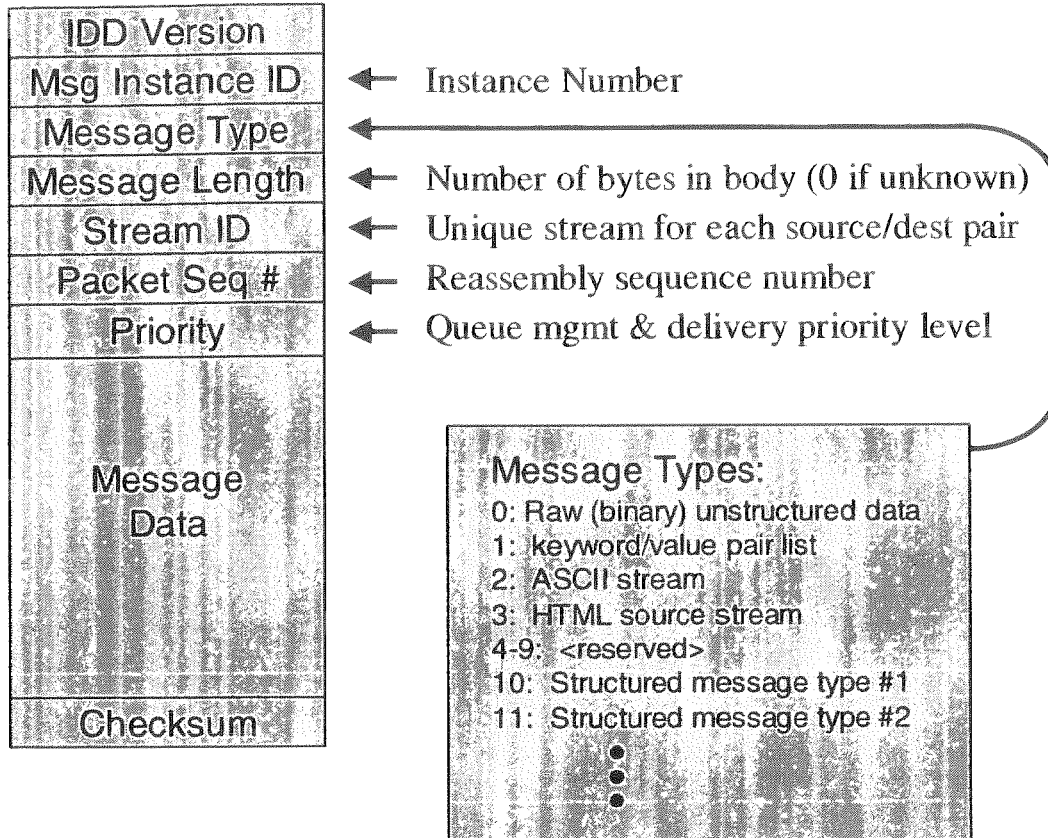 IDD Version
Msg Instance ID
Instance Number
Message Type
Message Length
Number of bytes in body (0 if unknown)
Stream ID
Unique stream for each source/dest pair
Packet Seq #
Reassembly sequence number
Priority
Queue mgmt & delivery priority level
Message
Data
Checksum
Message Types:
0: Raw (binary) unstructured data
1: keyword/value pair list
2: ASCII stream
3: HTML source stream
4-9: <reserved>
10: Structured message type #1
11: Structured message type #2